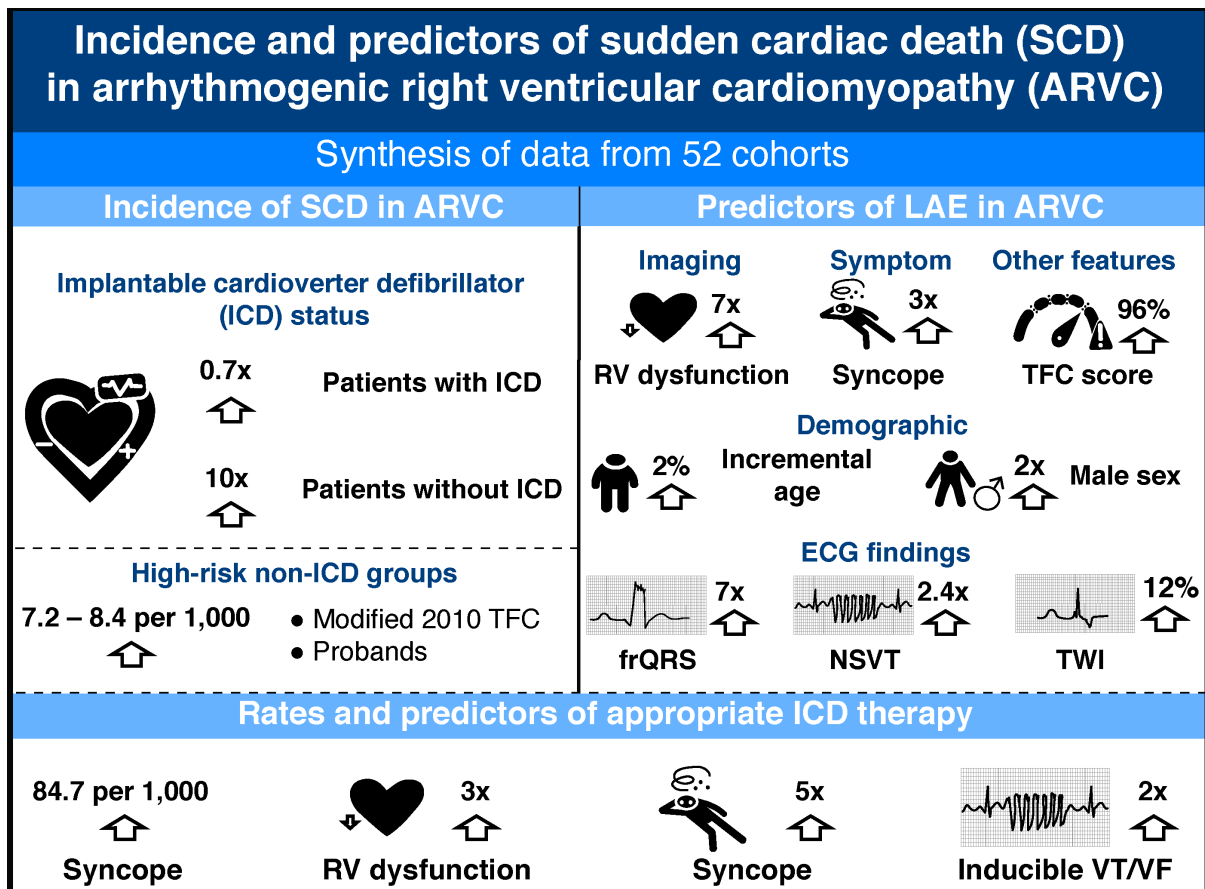 Incidence and predictors of sudden cardiac death (SCD)
in arrhythmogenic right ventricular cardiomyopathy (ARVC)
Synthesis of data from 52 cohorts
Incidence of SCD in ARVC
Implantable cardioverter defibrillator
(ICD) status
0.7x
Patients with ICD
10x
Patients without ICD
High-risk non-ICD groups
7.2 – 8.4 per 1,000
● Modified 2010 TFC
● Probands
Predictors of LAE in ARVC
Imaging
7x
RV dysfunction
Symptom
3x
Syncope
Other features
96%
TFC score
Demographic
2%
Incremental
age
2x
Male sex
ECG findings
7x
frQRS
2.4x
NSVT
12%
TWI
Rates and predictors of appropriate ICD therapy
84.7 per 1,000
Syncope
3x
RV dysfunction
5x
Syncope
2x
Inducible VT/VF